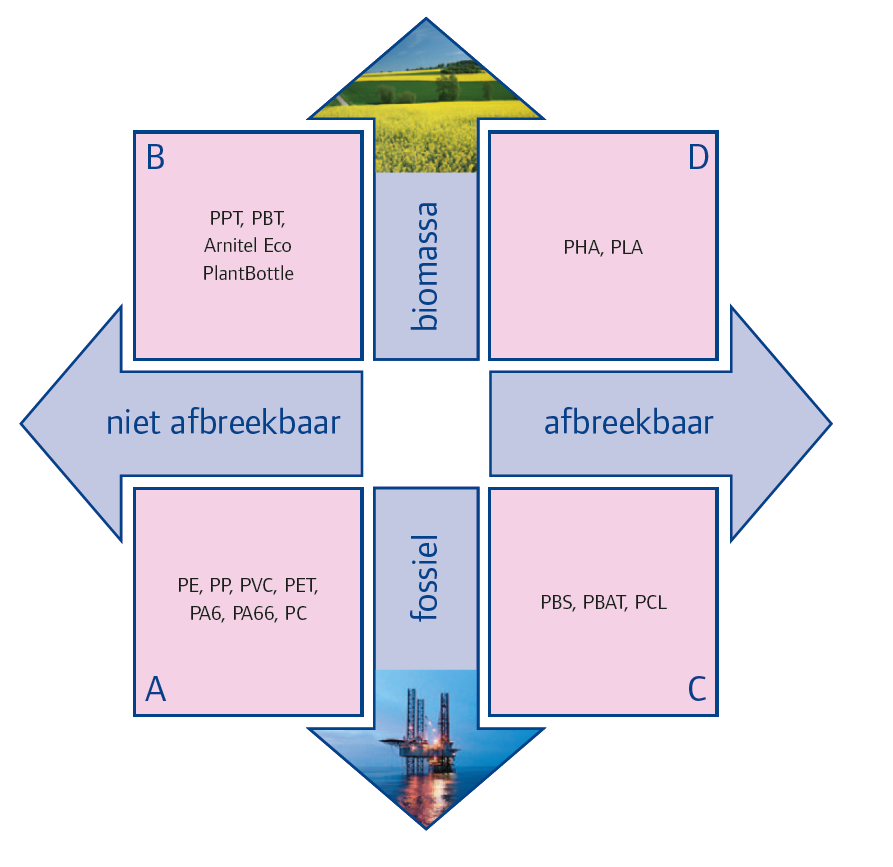 B
PPT, PBT,
Arnitel Eco
PlantBottle
biomassa
D
PHA, PLA
niet afbreekbaar
afbreekbaar
PE, PP, PVC, PET,
PA6, PA66, PC
A
fossiel
PBS, PBAT, PCL
C